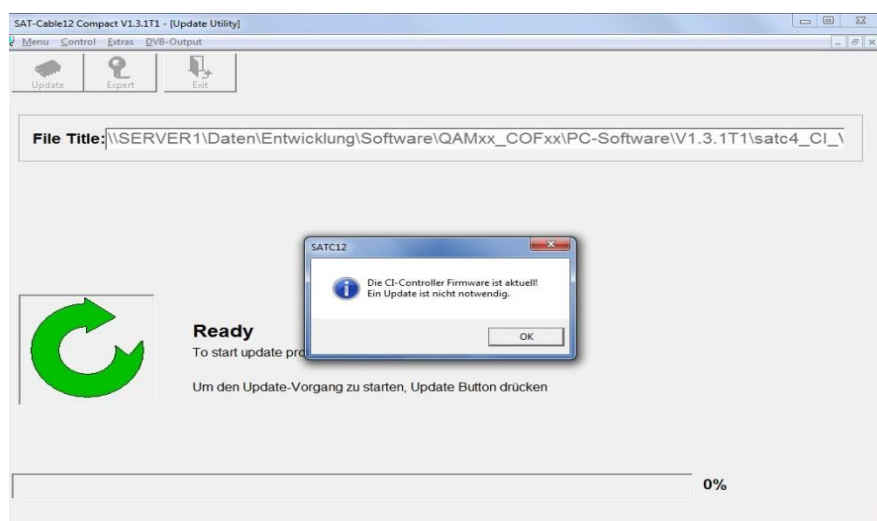 SAT-Cable12 Compact V1.3.1T1 - [Update Utility]
Menu Control Extras DVB-Output
Update Expert Exit
File Title: \\SERVER1\Daten\Entwicklung\Software\QAMxx_COFxx\PC-Software\V1.3.1T1\satc4_CI_\
SATC12
Die CI-Controller Firmware ist aktuell!
Ein Update ist nicht notwendig.
OK
Ready
To start update pro
Um den Update-Vorgang zu starten, Update Button drücken
0%